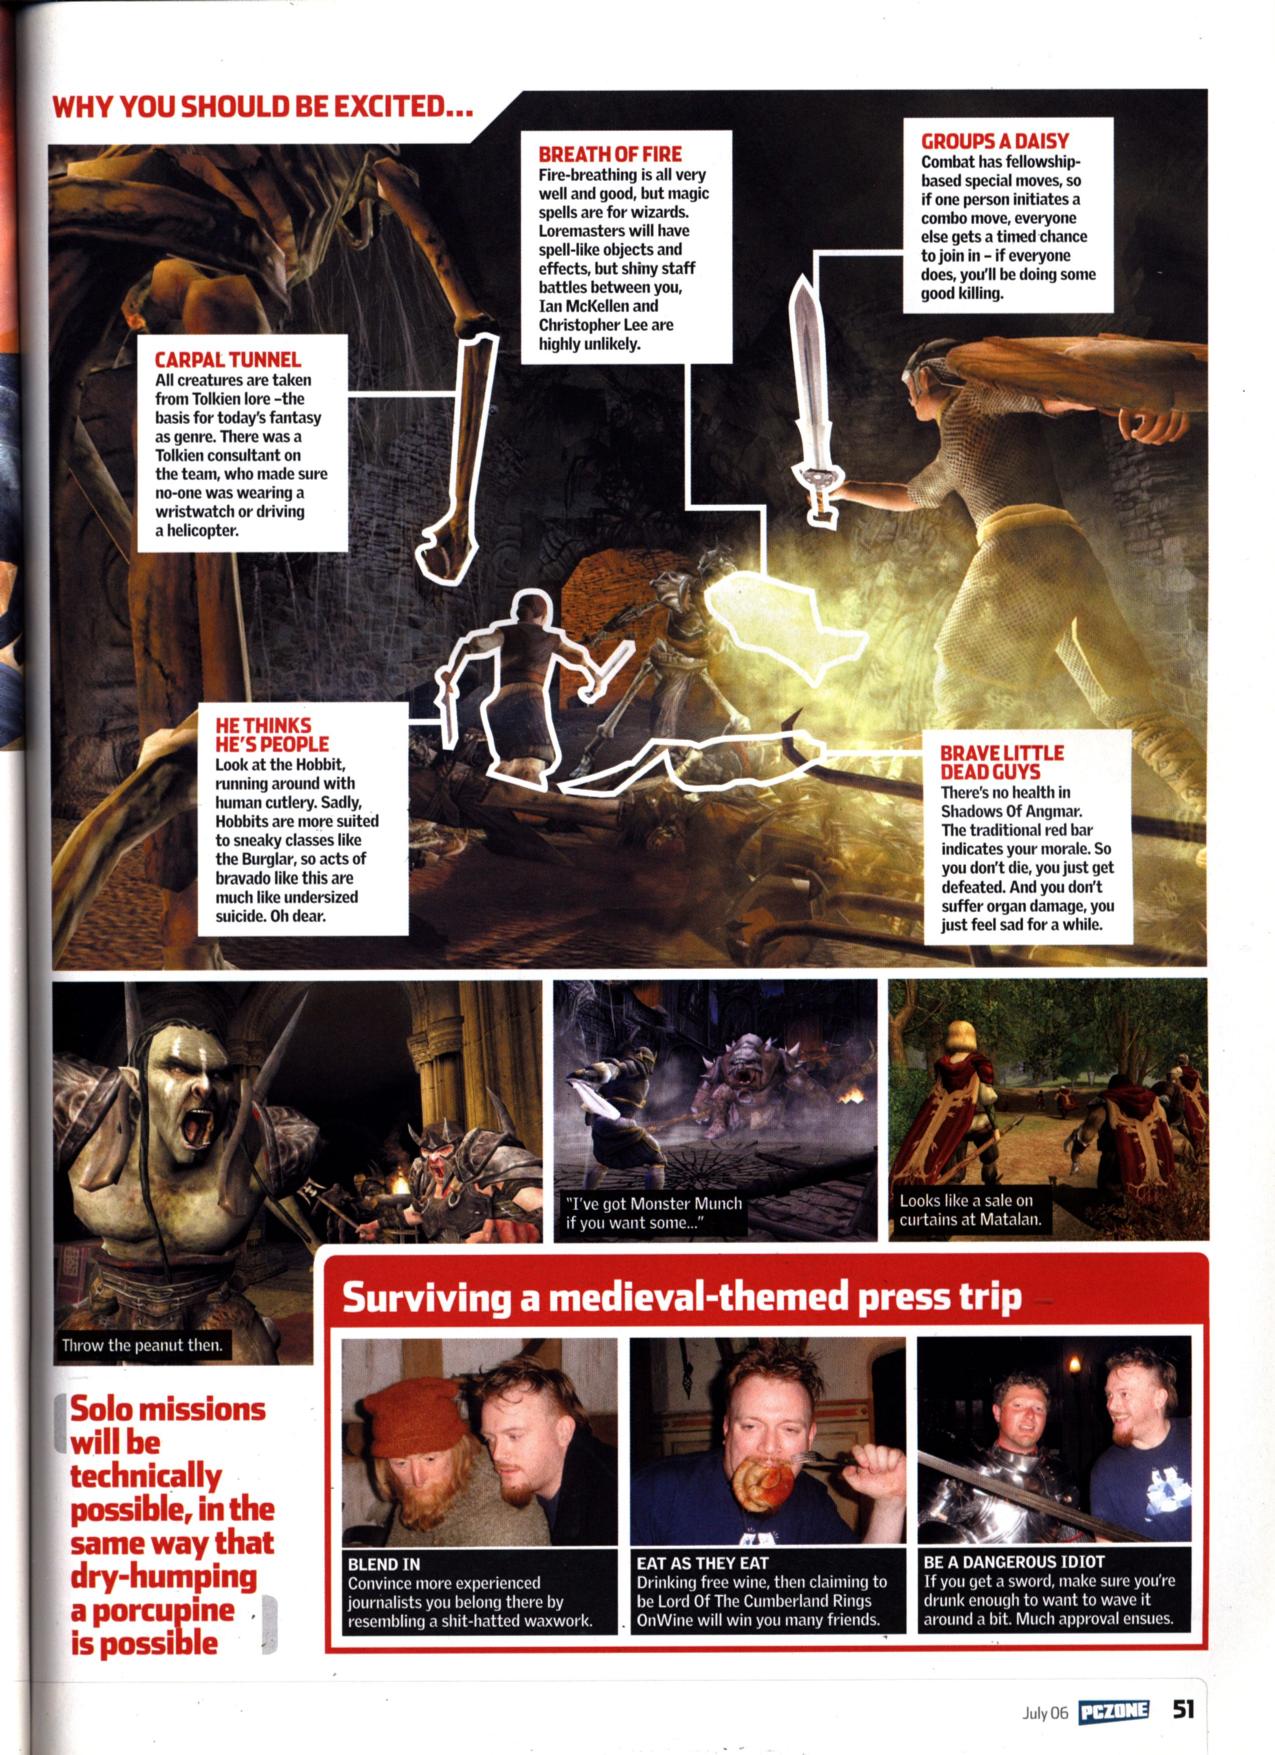 WHY YOU SHOULD BE EXCITED...
BREATH OF FIRE
Fire-breathing is all very
well and good, but magic
spells are for wizards.
Loremasters will have
spell-like objects and
effects, but shiny staff
battles between you,
Ian McKellen and
Christopher Lee are
highly unlikely.
GROUPS A DAISY
Combat has fellowship-
based special moves, so
if one person initiates a
combo move, everyone
else gets a timed chance
to join in – if everyone
does, you'll be doing some
good killing.
CARPAL TUNNEL
All creatures are taken
from Tolkien lore –the
basis for today's fantasy
as genre. There was a
Tolkien consultant on
the team, who made sure
no-one was wearing a
wristwatch or driving
a helicopter.
HE THINKS
HE'S PEOPLE
Look at the Hobbit,
running around with
human cutlery. Sadly,
Hobbits are more suited
to sneaky classes like
the Burglar, so acts of
bravado like this are
much like undersized
suicide. Oh dear.
BRAVE LITTLE
DEAD GUYS
There's no health in
Shadows Of Angmar.
The traditional red bar
indicates your morale. So
you don't die, you just get
defeated. And you don't
suffer organ damage, you
just feel sad for a while.
Throw the peanut then.
"I've got Monster Munch
if you want some..."
Looks like a sale on
curtains at Matalan.
Solo missions
will be
technically
possible, in the
same way that
dry-humping
a porcupine
is possible
Surviving a medieval-themed press trip
BLEND IN
Convince more experienced
journalists you belong there by
resembling a shit-hatted waxwork.
EAT AS THEY EAT
Drinking free wine, then claiming to
be Lord Of The Cumberland Rings
OnWine will win you many friends.
BE A DANGEROUS IDIOT
If you get a sword, make sure you're
drunk enough to want to wave it
around a bit. Much approval ensues.
July 06 PCZONE 51